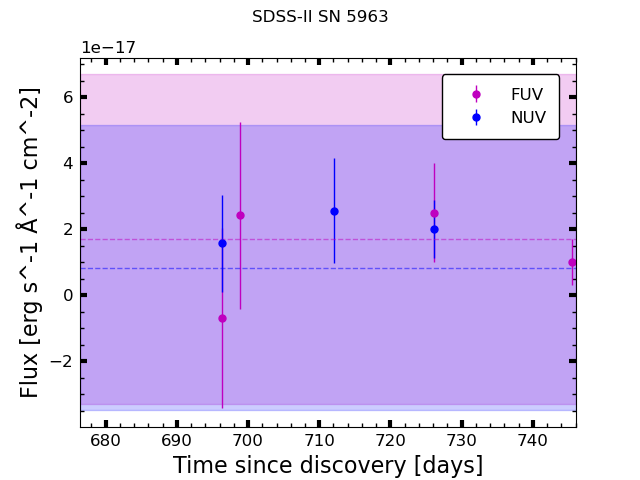 SDSS-II SN 5963
1e−17
FUV
NUV
6
4
2
0
−2
Flux [erg s^-1 Å^-1 cm^-2]
680 690 700 710 720 730 740
Time since discovery [days]